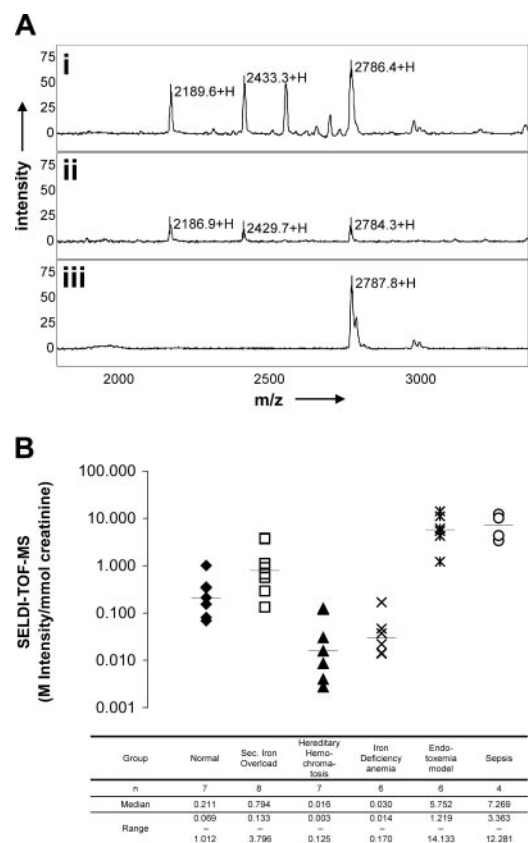 A
i
75
50
25
0
2189.6+H
2433.3+H
2786.4+H
ii
75
50
25
0
2186.9+H
2429.7+H
2784.3+H
iii
75
50
25
0
2787.8+H
intensity
2000 2500 3000
m/z
B
SELDI-TOF-MS
(M Intensity/mmol creatinine)
100.000
10.000
1.000
0.100
0.010
0.001
Group Normal Sec. Iron Overload Hereditary Hemo-chroma-tosis Iron Deficiency anemia Endo-toxemia model Sepsis
n 7 8 7 6 6 4
Median 0.211 0.794 0.016 0.030 5.752 7.269
Range 0.069 – 1.012 0.133 – 3.796 0.003 – 0.125 0.014 – 0.170 1.219 – 14.133 3.363 – 12.281